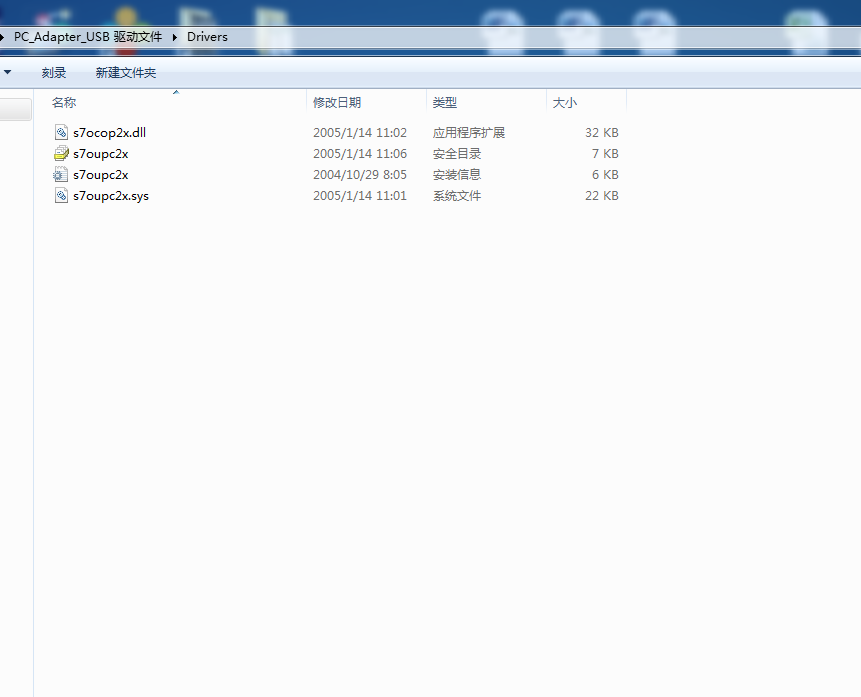 PC_Adapter_USB 驱动文件 Drivers
刻录 新建文件夹
名称 修改日期 类型 大小
s7ocop2x.dll 2005/1/14 11:02 应用程序扩展 32 KB
s7oupc2x 2005/1/14 11:06 安全目录 7 KB
s7oupc2x 2004/10/29 8:05 安装信息 6 KB
s7oupc2x.sys 2005/1/14 11:01 系统文件 22 KB